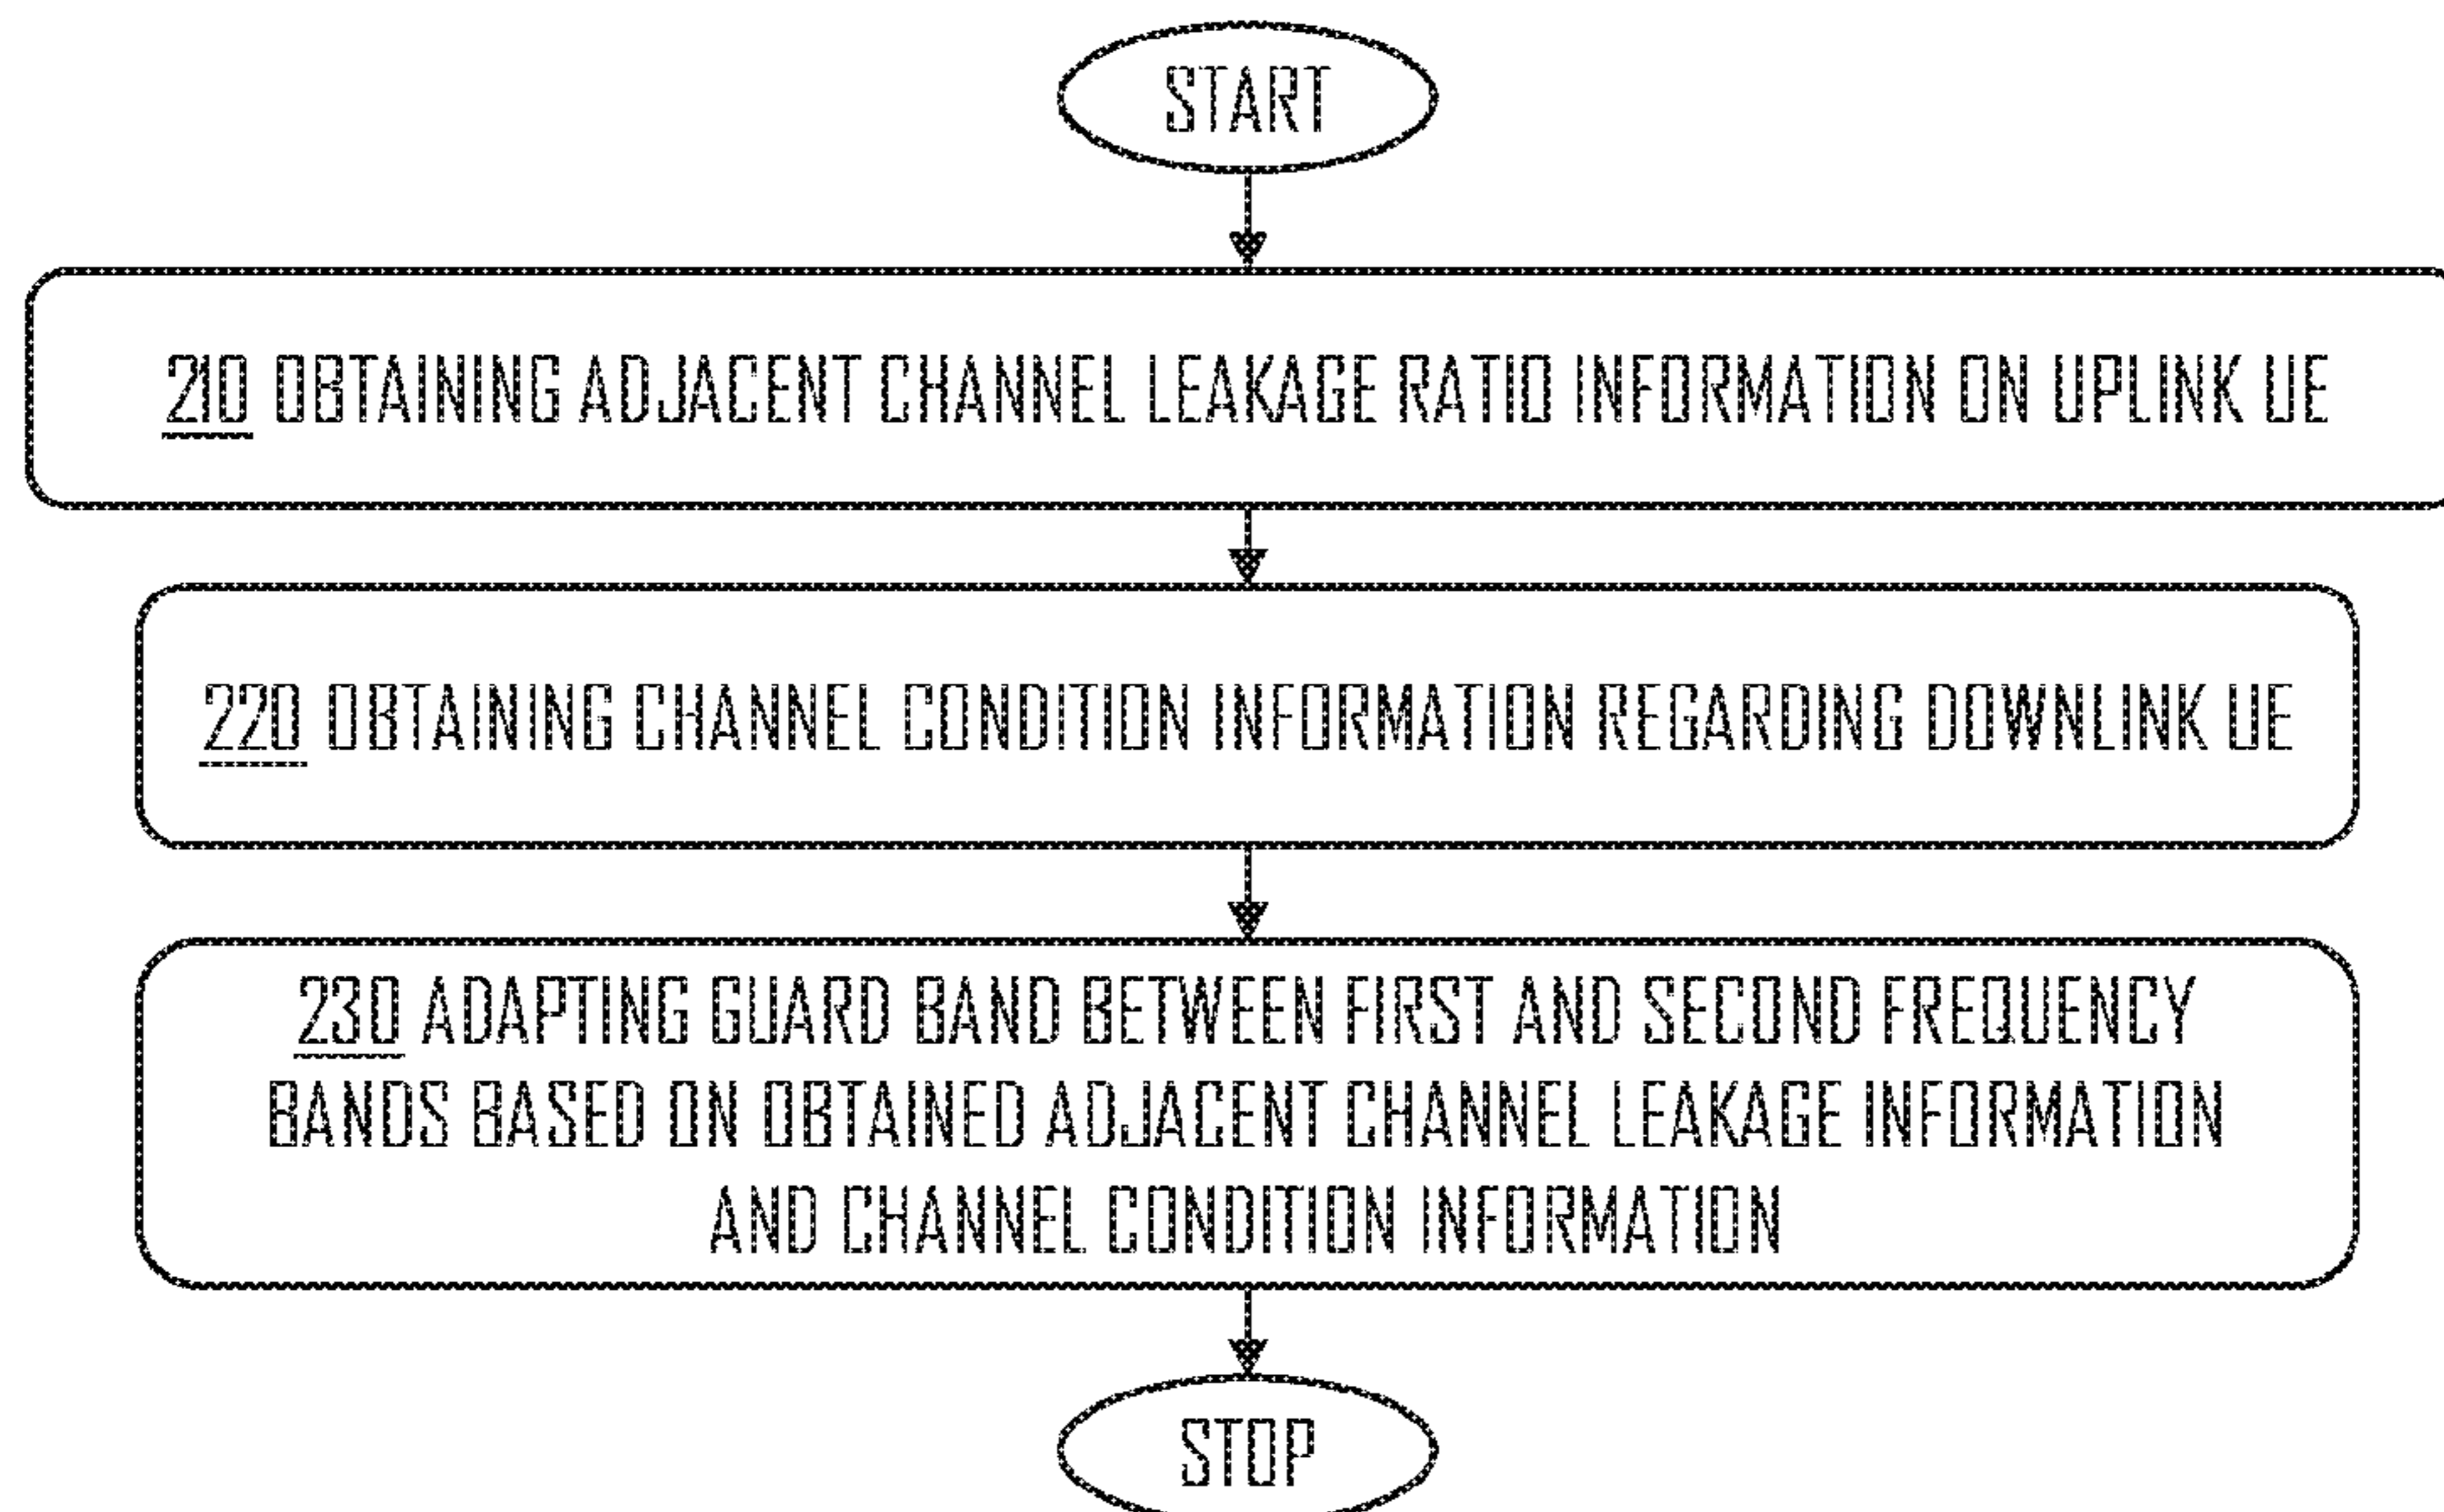 START
210 OBTAINING ADJACENT CHANNEL LEAKAGE RATIO INFORMATION ON UPLINK UE
220 OBTAINING CHANNEL CONDITION INFORMATION REGARDING DOWNLINK UE
230 ADAPTING GUARD BAND BETWEEN FIRST AND SECOND FREQUENCY
BANDS BASED ON OBTAINED ADJACENT CHANNEL LEAKAGE INFORMATION
AND CHANNEL CONDITION INFORMATION
STOP